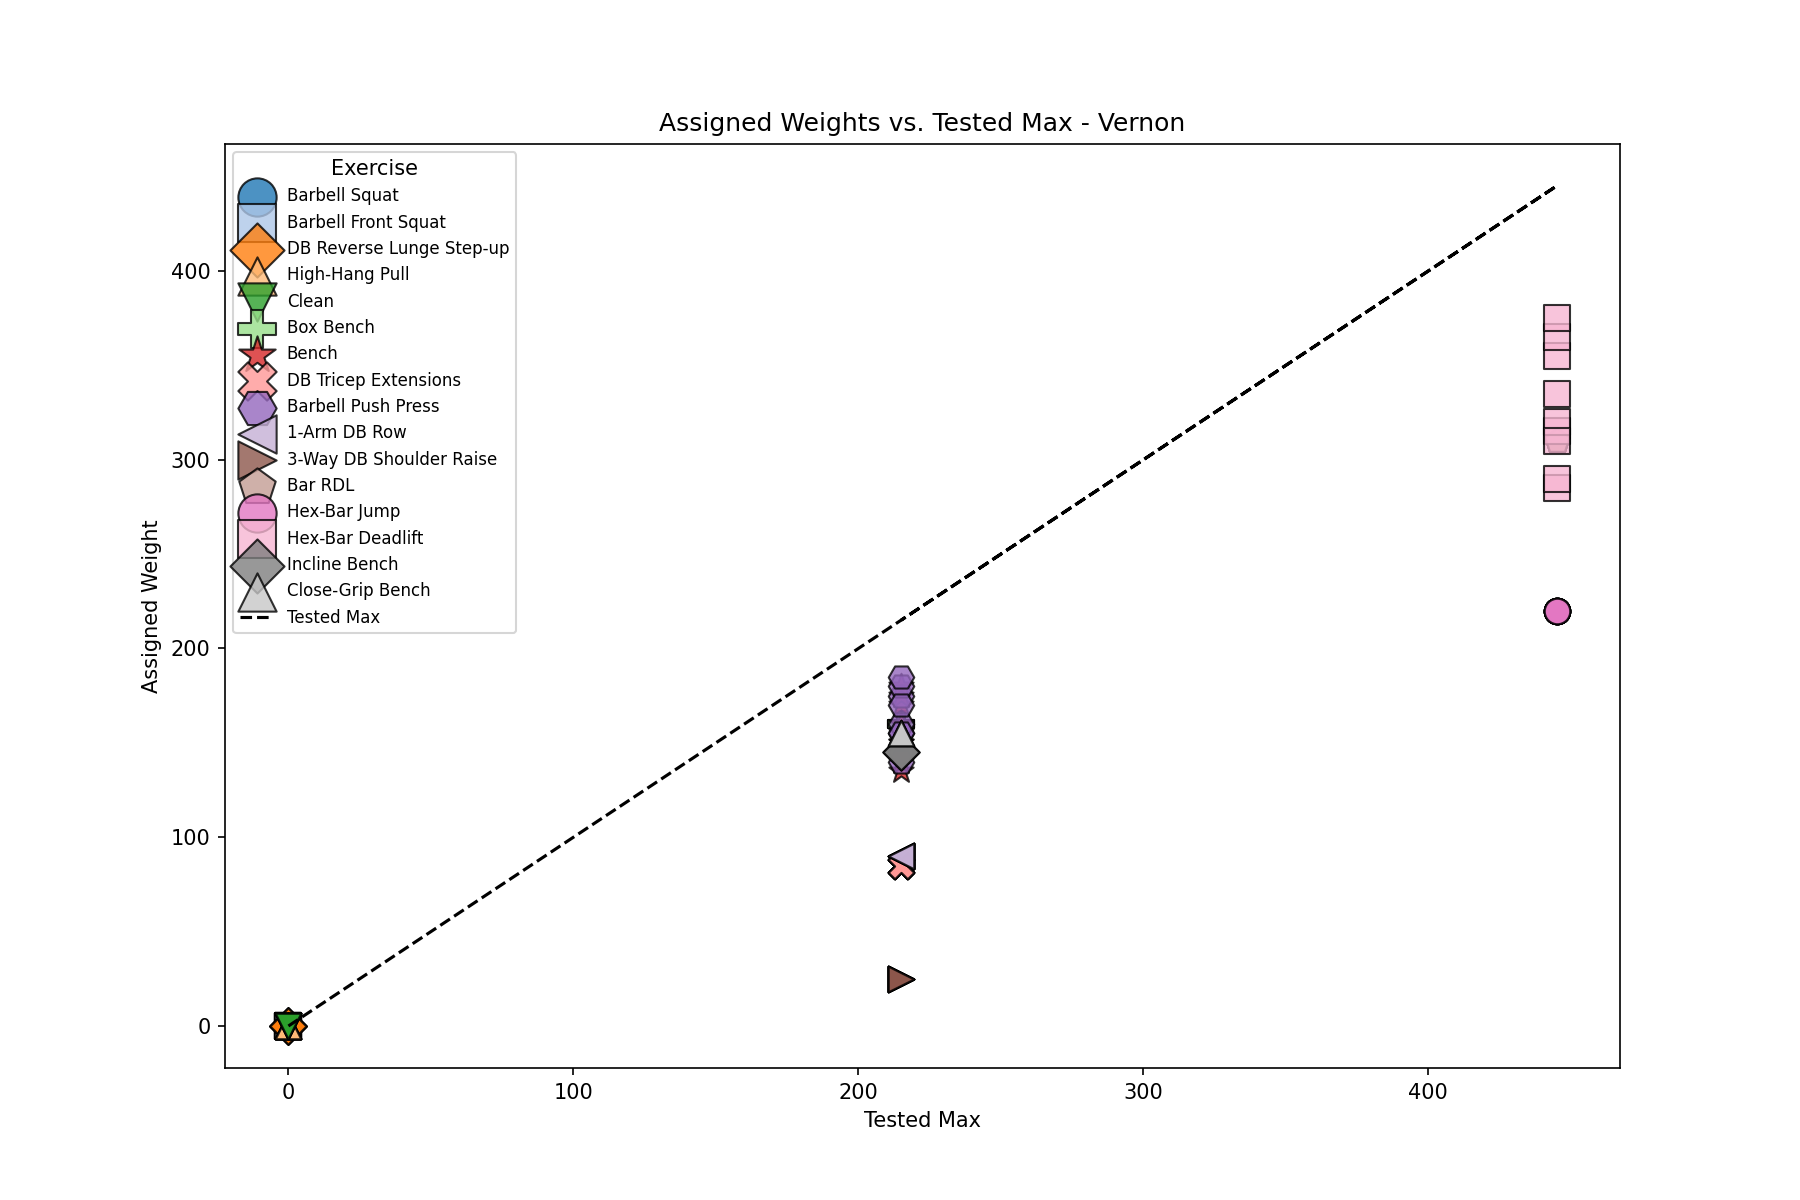 Assigned Weights vs. Tested Max - Vernon
Exercise
Barbell Squat
Barbell Front Squat
DB Reverse Lunge Step-up
High-Hang Pull
Clean
Box Bench
Bench
DB Tricep Extensions
Barbell Push Press
1-Arm DB Row
3-Way DB Shoulder Raise
Bar RDL
Hex-Bar Jump
Hex-Bar Deadlift
Incline Bench
Close-Grip Bench
Tested Max
Assigned Weight
400
300
200
100
0
0 100 200 300 400
Tested Max